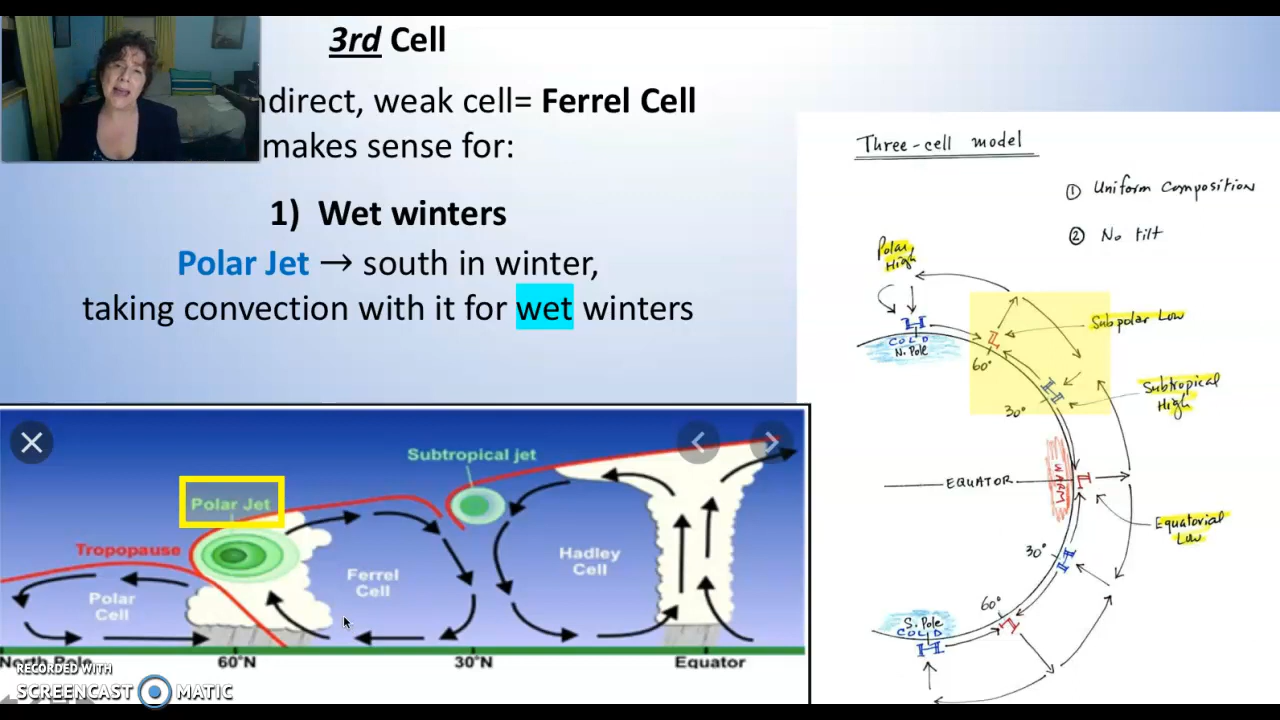 3rd Cell
ndirect, weak cell= Ferrel Cell
makes sense for:
1) Wet winters
Polar Jet → south in winter,
taking convection with it for wet winters
Three-cell model
① Uniform composition
② No tilt
Polar
High
Subpolar Low
H
COLD
N. Pole
L
60°
H
Subtropical
High
30°
WARM
EQUATOR
L
Equatorial
Low
30°
H
60°
L
S. Pole
COLD
H
Subtropical jet
Polar Jet
Tropopause
Polar
Cell
Ferrel
Cell
Hadley
Cell
North Pole
60°N
30°N
Equator
RECORDED WITH
SCREENCAST MATIC